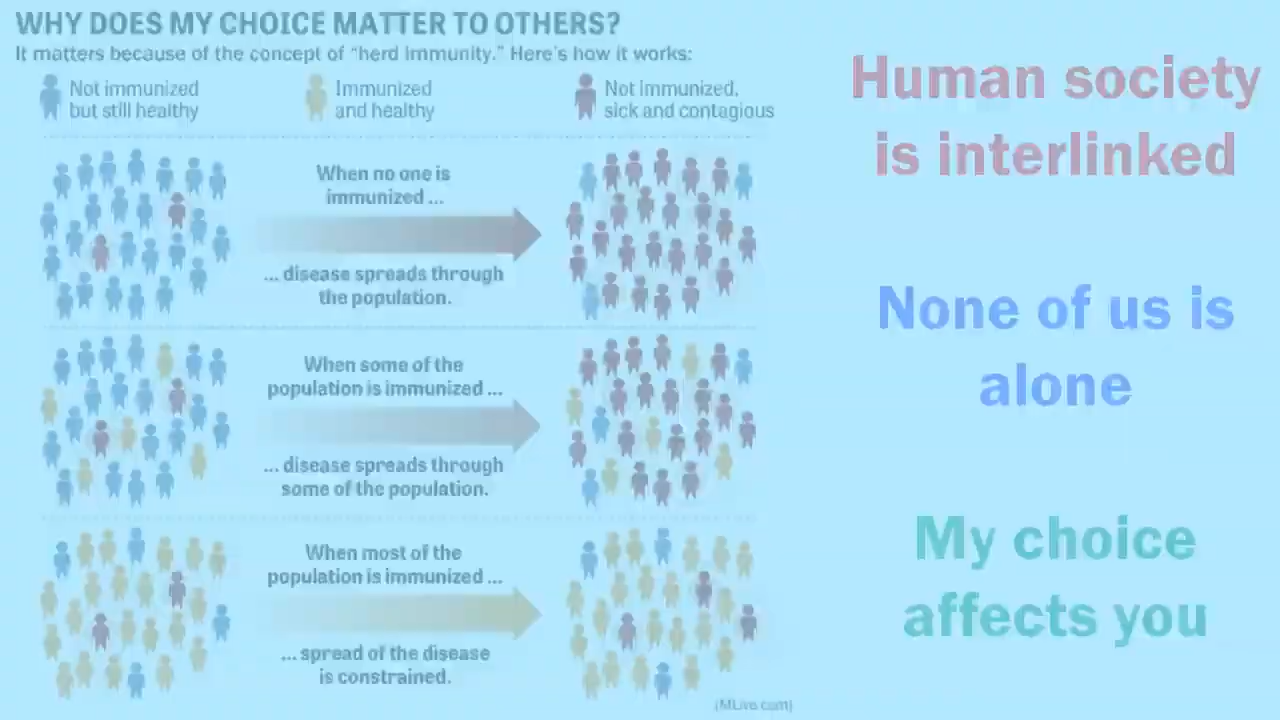 WHY DOES MY CHOICE MATTER TO OTHERS?
It matters because of the concept of "herd immunity." Here's how it works:
Not immunized
but still healthy
Immunized
and healthy
Not immunized,
sick and contagious
When no one is
immunized ...
... disease spreads through
the population.
When some of the
population is immunized ...
... disease spreads through
some of the population.
When most of the
population is immunized ...
... spread of the disease
is constrained.
(MLive.com)
Human society
is interlinked
None of us is
alone
My choice
affects you